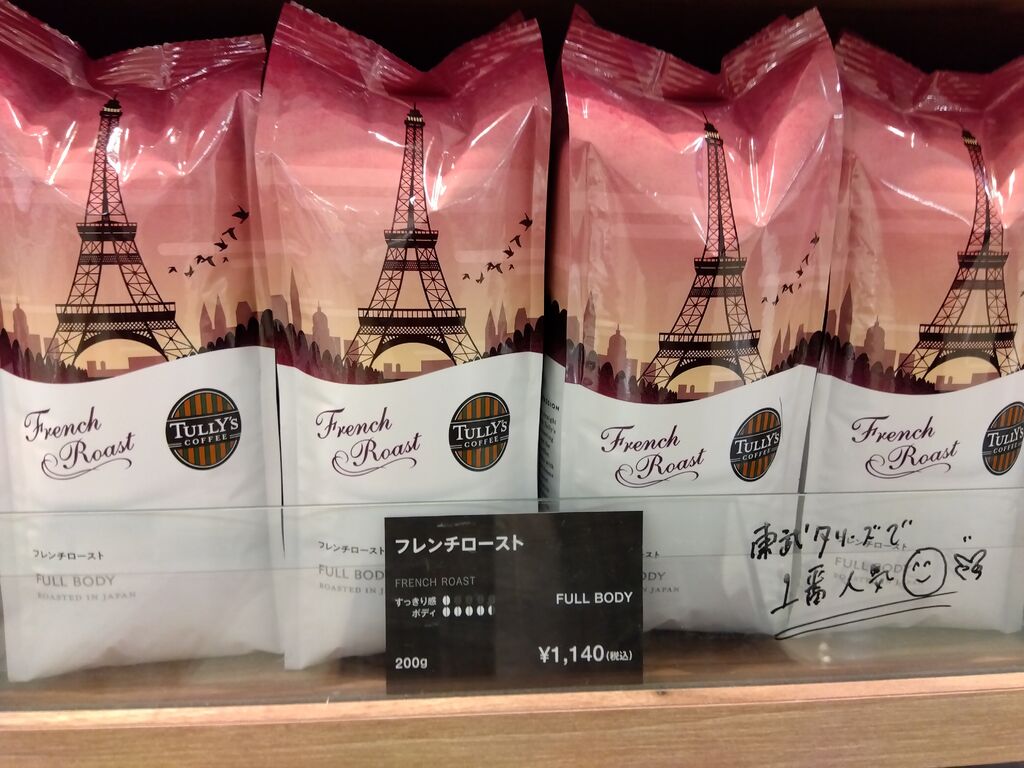 French
Roast
TULLY'S
COFFEE
フレンチロースト
FULL BODY
ROASTED IN JAPAN
French
Roast
TULLY'S
COFFEE
フレンチロースト
FULL BODY
French
Roast
TULLY'S
COFFEE
French
Roast
TULLY'S
COFFEE
フレンチロースト
FRENCH ROAST
すっきり感
ボディ
FULL BODY
200g
¥1,140(税込)
東武タリーズで
1番人気